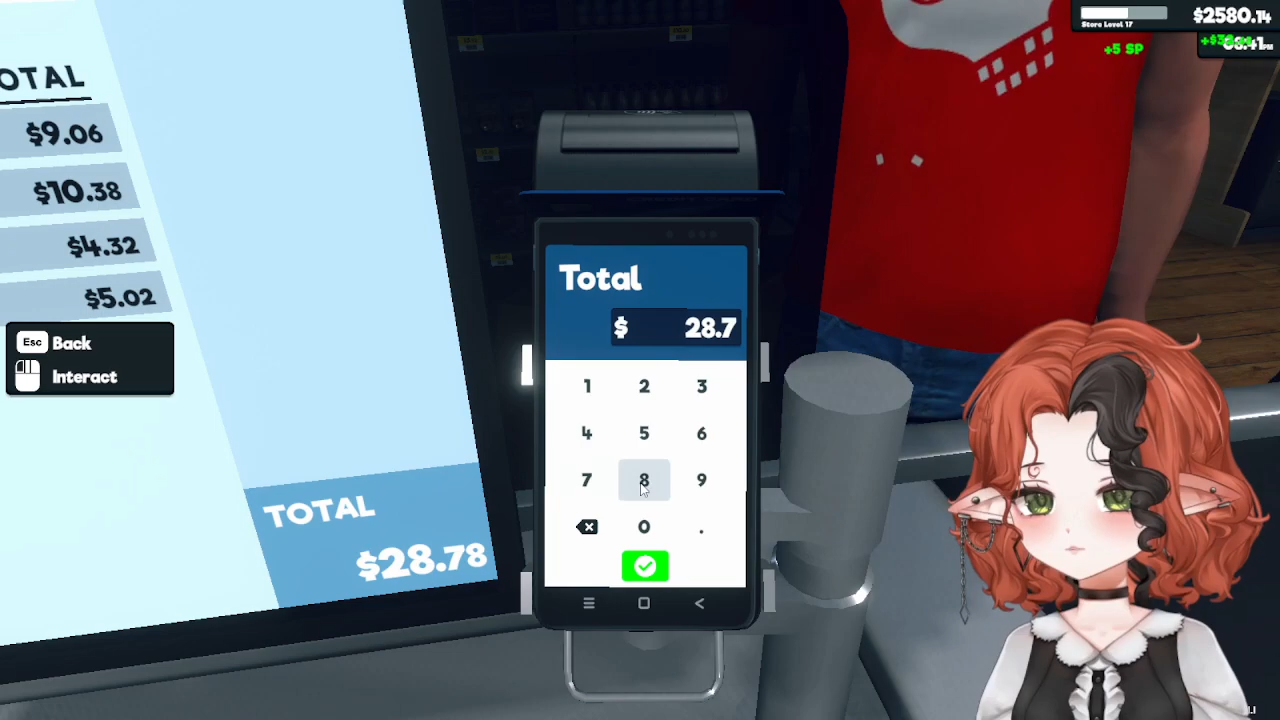 OTAL
$9.06
$10.38
$4.32
$5.02
Esc Back
Interact
TOTAL
$28.78
Total
$ 28.7
1 2 3
4 5 6
7 8 9
0 .
Store Level 17
$2580.14
+5 SP